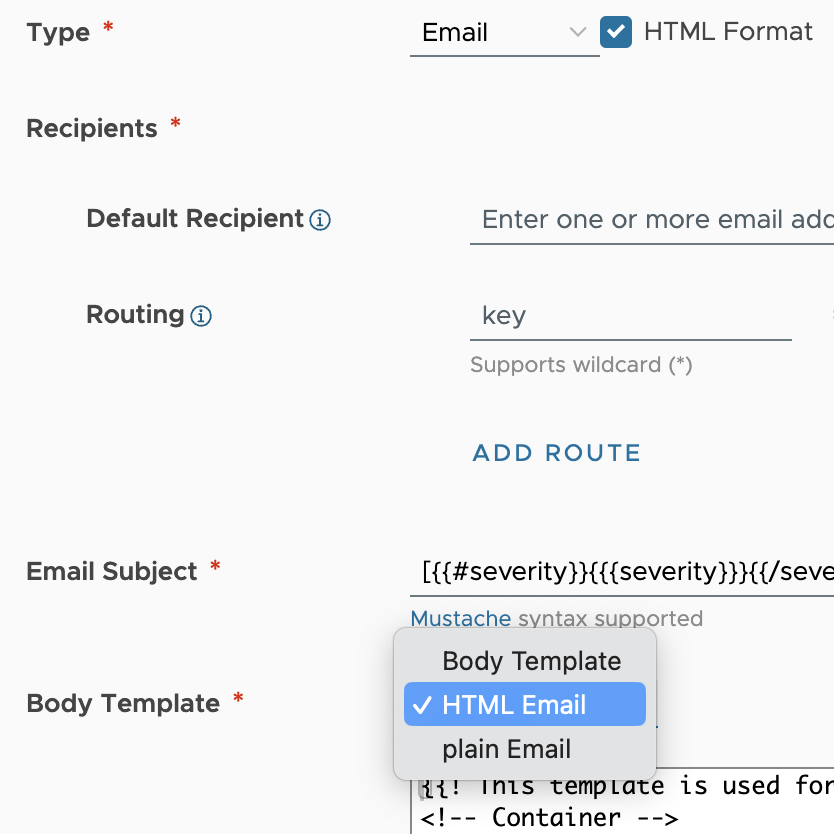 Type *
Email
HTML Format
Recipients *
Default Recipient
Enter one or more email add
Routing
key
Supports wildcard (*)
ADD ROUTE
Email Subject *
[{{#severity}}{{{severity}}}{{/seve
Mustache syntax supported
Body Template *
Body Template
✓ HTML Email
plain Email
{{! This template is used for
<!-- Container -->